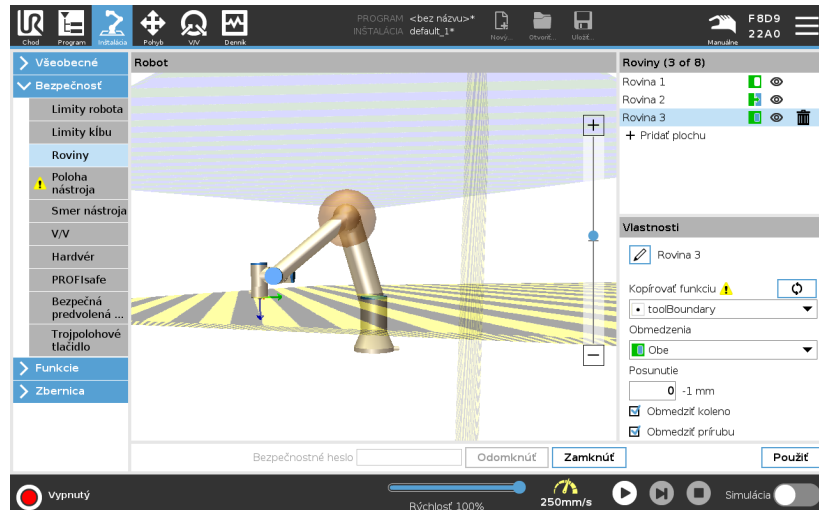 UR
PROGRAM <bez názvu>*
INŠTALÁCIA default_1*
F8D9
22A0
Chod Program Inštalácia Pohyb V/V Denník Nový... Otvoriť... Uložiť... Manuálne
Všeobecné
Bezpečnosť
Limity robota
Limity kĺbu
Roviny
Poloha
nástroja
Smer nástroja
V/V
Hardvér
PROFIsafe
Bezpečná
predvolená ...
Trojpolohové
tlačidlo
Funkcie
Zbernica
Robot
Roviny (3 of 8)
Rovina 1
Rovina 2
Rovina 3
+ Pridať plochu
Vlastnosti
Rovina 3
Kopírovať funkciu
toolBoundary
Obmedzenia
Obe
Posunutie
0 -1 mm
Obmedziť koleno
Obmedziť prírubu
Bezpečnostné heslo Odomknúť Zamknúť Použiť
Vypnutý
Rýchlosť 100%
250mm/s
Simulácia